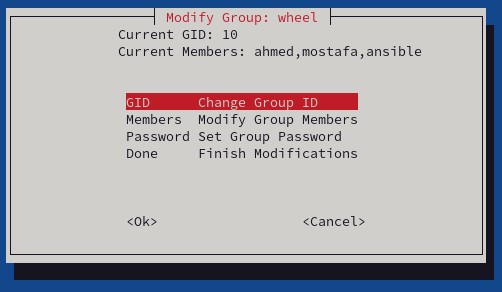 Modify Group: wheel
Current GID: 10
Current Members: ahmed,mostafa,ansible
GID Change Group ID
Members Modify Group Members
Password Set Group Password
Done Finish Modifications
<Ok> <Cancel>